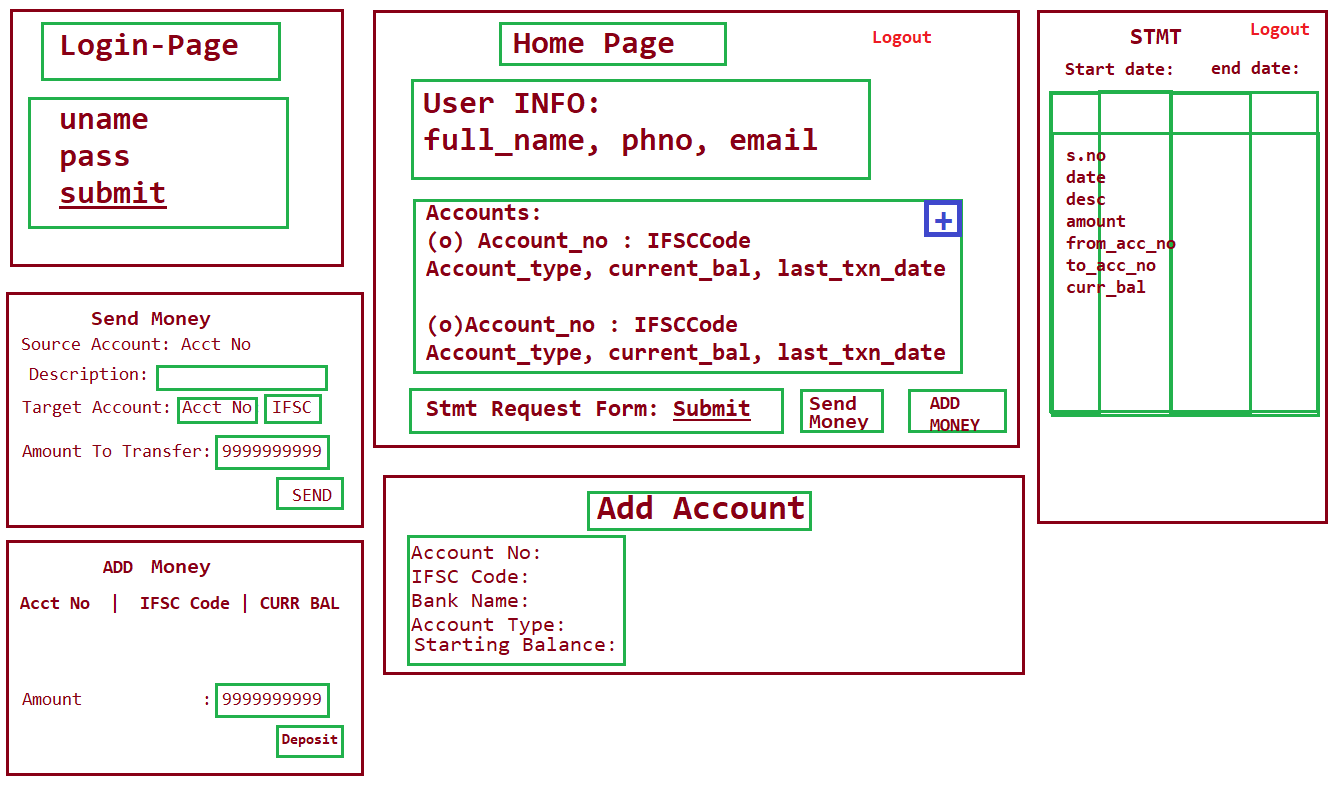 Login-Page
uname
pass
submit
Home Page
Logout
User INFO:
full_name, phno, email
Accounts:
+
(o) Account_no : IFSCCode
Account_type, current_bal, last_txn_date
(o)Account_no : IFSCCode
Account_type, current_bal, last_txn_date
Stmt Request Form: Submit
Send
Money
ADD
MONEY
STMT
Logout
Start date: end date:
s.no
date
desc
amount
from_acc_no
to_acc_no
curr_bal
Send Money
Source Account: Acct No
Description:
Target Account: Acct No IFSC
Amount To Transfer: 9999999999
SEND
Add Account
Account No:
IFSC Code:
Bank Name:
Account Type:
Starting Balance:
ADD Money
Acct No | IFSC Code | CURR BAL
Amount : 9999999999
Deposit